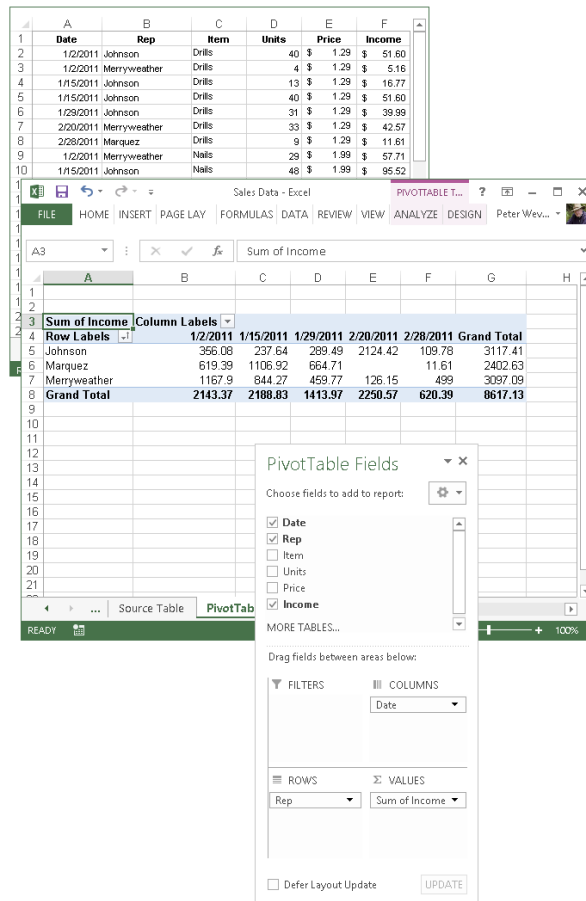 A B C D E F
1 Date Rep Item Units Price Income
2 1/2/2011 Johnson Drills 40 $ 1.29 $ 51.60
3 1/2/2011 Merryweather Drills 4 $ 1.29 $ 5.16
4 1/15/2011 Johnson Drills 13 $ 1.29 $ 16.77
5 1/15/2011 Johnson Drills 40 $ 1.29 $ 51.60
6 1/29/2011 Johnson Drills 31 $ 1.29 $ 39.99
7 2/20/2011 Merryweather Drills 33 $ 1.29 $ 42.57
8 2/28/2011 Marquez Drills 9 $ 1.29 $ 11.61
9 1/2/2011 Merryweather Nails 29 $ 1.99 $ 57.71
10 1/15/2011 Johnson Nails 48 $ 1.99 $ 95.52
Sales Data - Excel PIVOTTABLE T... ?
FILE HOME INSERT PAGE LAY FORMULAS DATA REVIEW VIEW ANALYZE DESIGN Peter Wev...
A3 fx Sum of Income
A B C D E F G H
1
2
3 Sum of Income Column Labels
4 Row Labels 1/2/2011 1/15/2011 1/29/2011 2/20/2011 2/28/2011 Grand Total
5 Johnson 356.08 237.64 289.49 2124.42 109.78 3117.41
6 Marquez 619.39 1106.92 664.71 11.61 2402.63
7 Merryweather 1167.9 844.27 459.77 126.15 499 3097.09
8 Grand Total 2143.37 2188.83 1413.97 2250.57 620.39 8617.13
9
10
11
12
13
14
15
16
17
18
19
20
21
... Source Table PivotTab
READY 100%
PivotTable Fields
Choose fields to add to report:
Date
Rep
Item
Units
Price
Income
MORE TABLES...
Drag fields between areas below:
FILTERS COLUMNS
Date
ROWS Σ VALUES
Rep Sum of Income
Defer Layout Update UPDATE